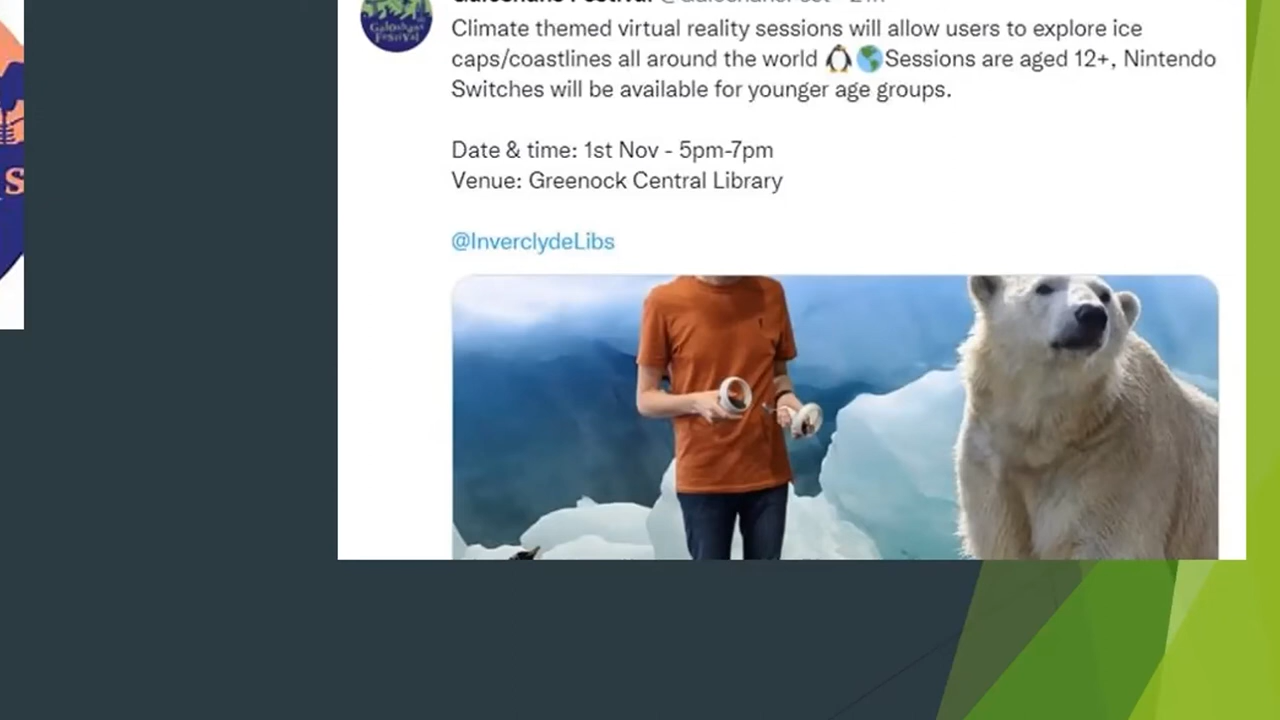 Climate themed virtual reality sessions will allow users to explore ice
caps/coastlines all around the world 🐧🌎Sessions are aged 12+, Nintendo
Switches will be available for younger age groups.
Date & time: 1st Nov - 5pm-7pm
Venue: Greenock Central Library
@InverclydeLibs
Galoshans
Festival
S